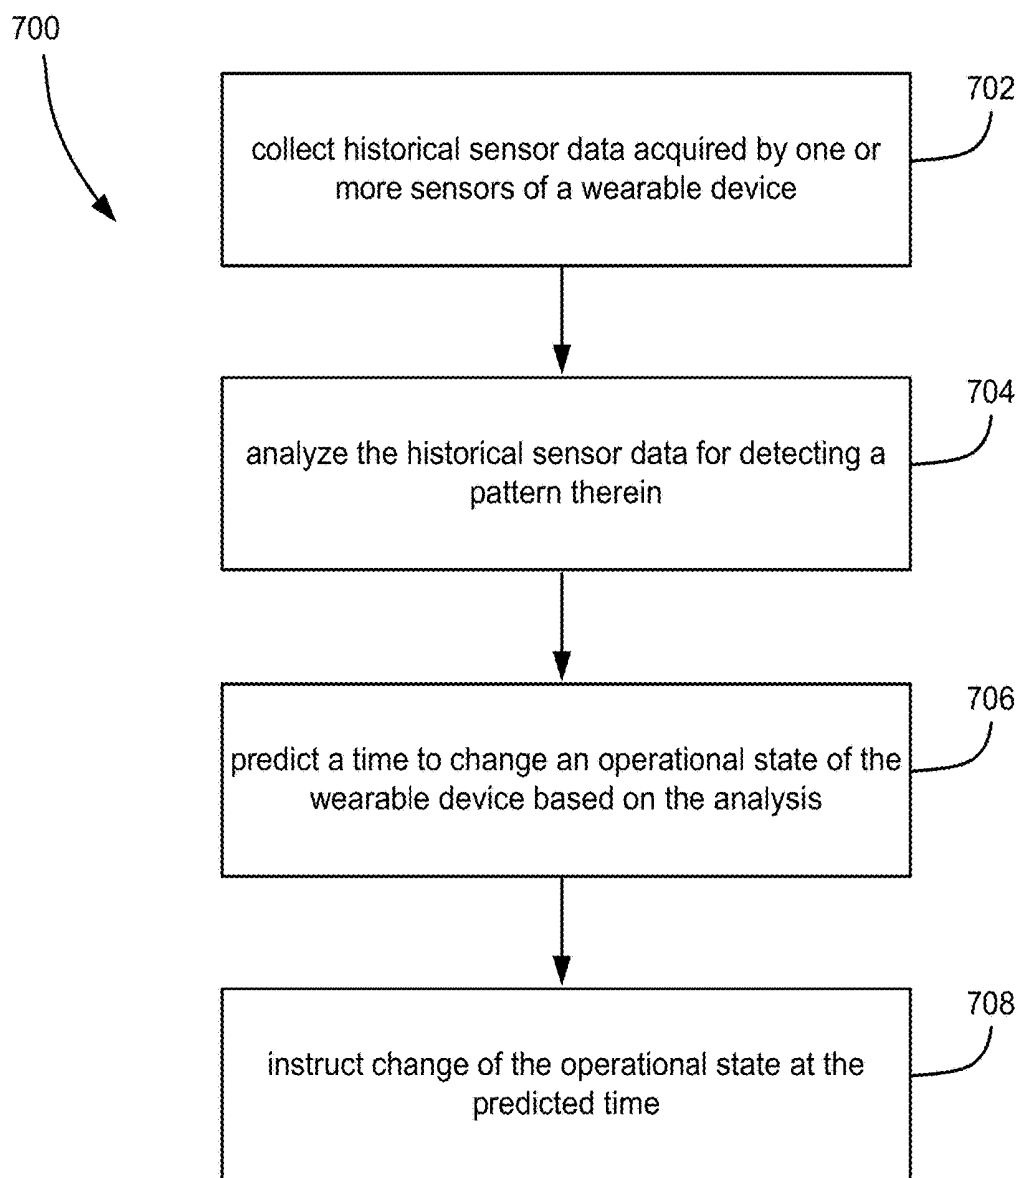 700
702
collect historical sensor data acquired by one or
more sensors of a wearable device
704
analyze the historical sensor data for detecting a
pattern therein
706
predict a time to change an operational state of the
wearable device based on the analysis
708
instruct change of the operational state at the
predicted time